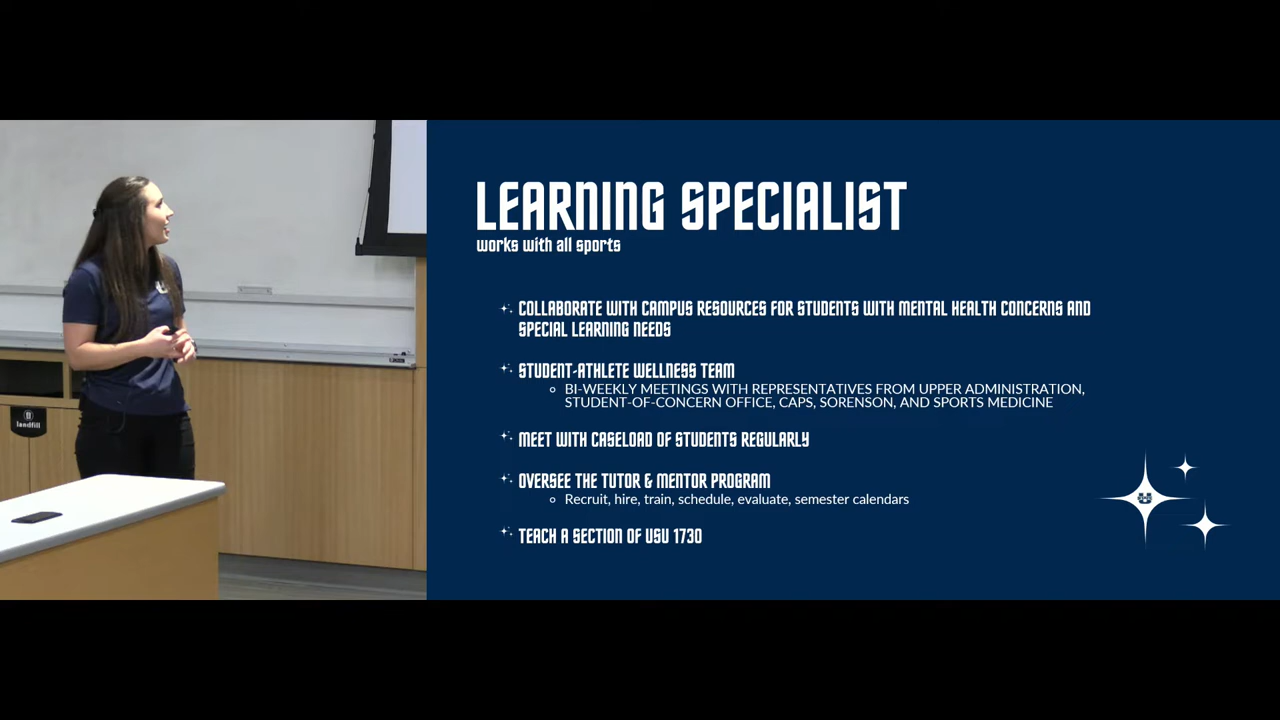 LEARNING SPECIALIST
works with all sports
COLLABORATE WITH CAMPUS RESOURCES FOR STUDENTS WITH MENTAL HEALTH CONCERNS AND
SPECIAL LEARNING NEEDS
STUDENT-ATHLETE WELLNESS TEAM
BI-WEEKLY MEETINGS WITH REPRESENTATIVES FROM UPPER ADMINISTRATION,
STUDENT-OF-CONCERN OFFICE, CAPS, SORENSON, AND SPORTS MEDICINE
MEET WITH CASELOAD OF STUDENTS REGULARLY
OVERSEE THE TUTOR & MENTOR PROGRAM
Recruit, hire, train, schedule, evaluate, semester calendars
TEACH A SECTION OF USU 1730
landfill